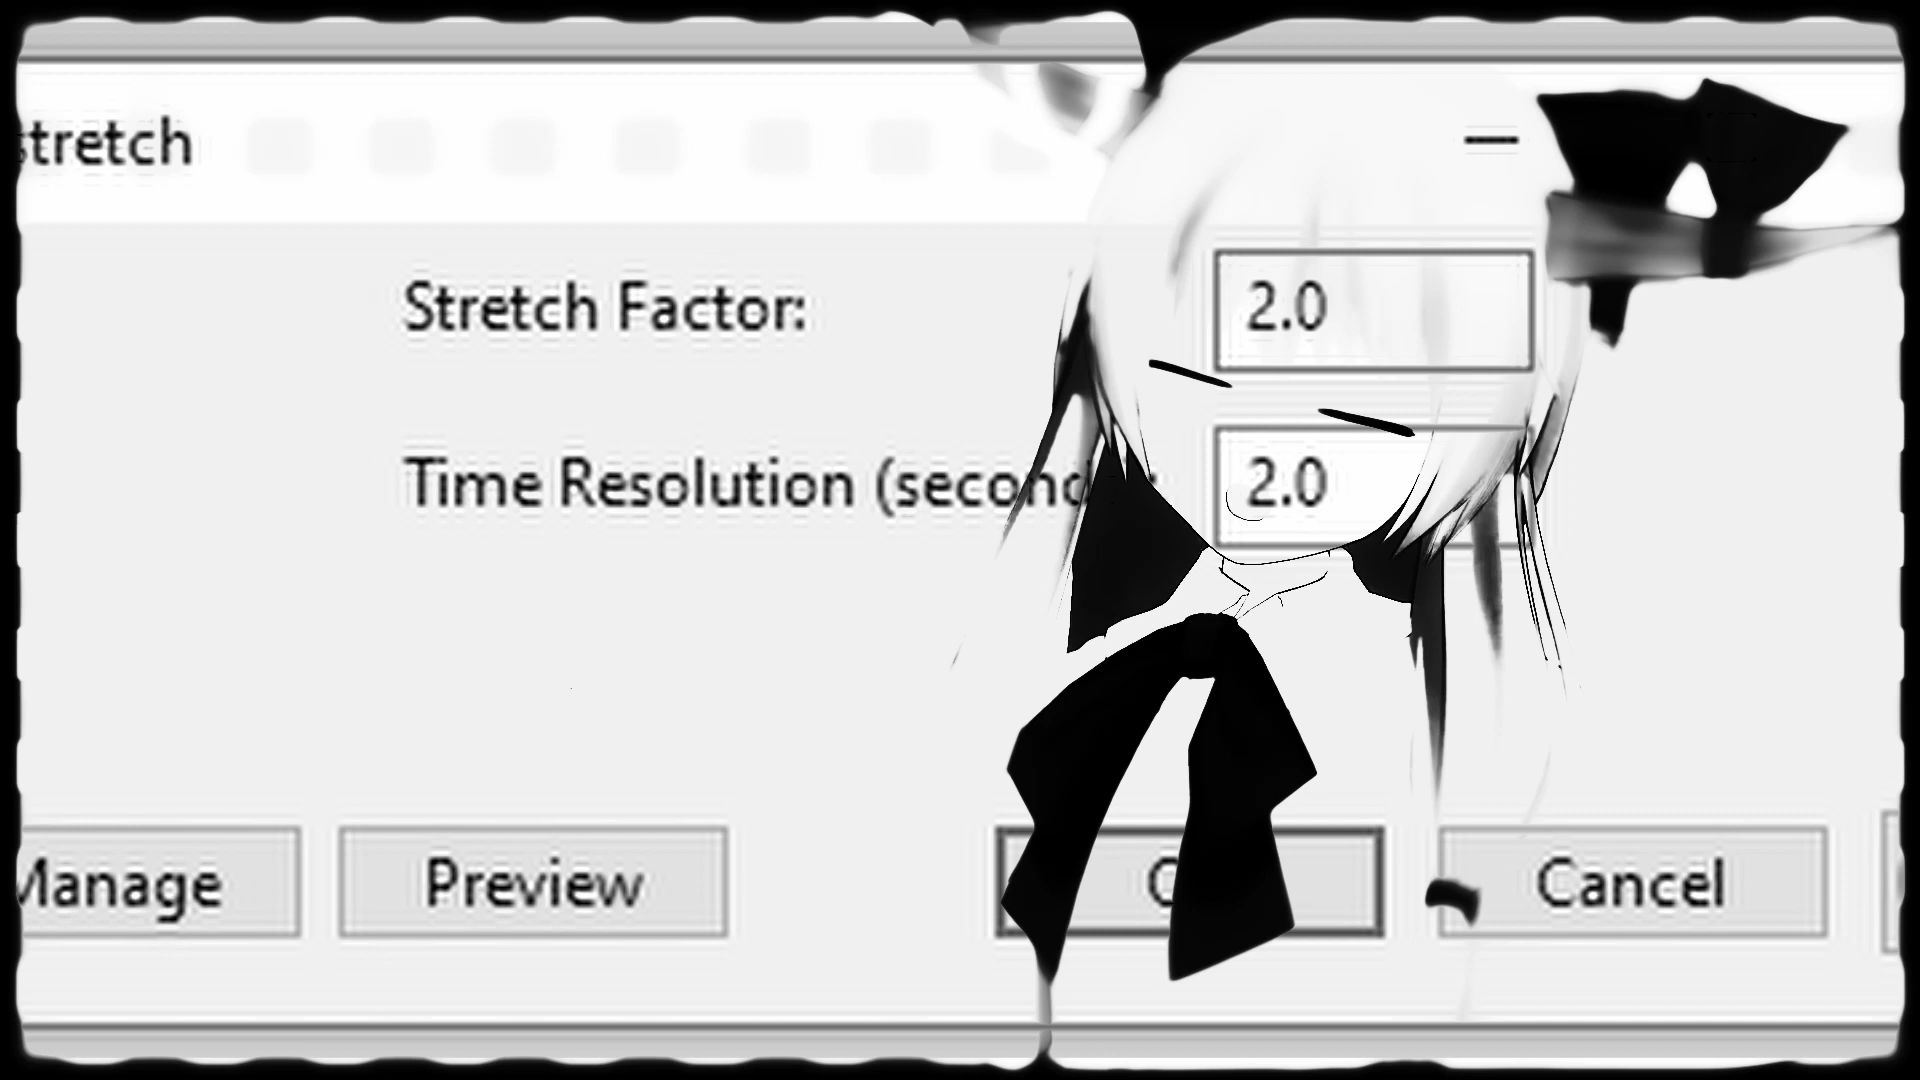 stretch
Stretch Factor: 2.0
Time Resolution (second 2.0
Manage Preview Cancel